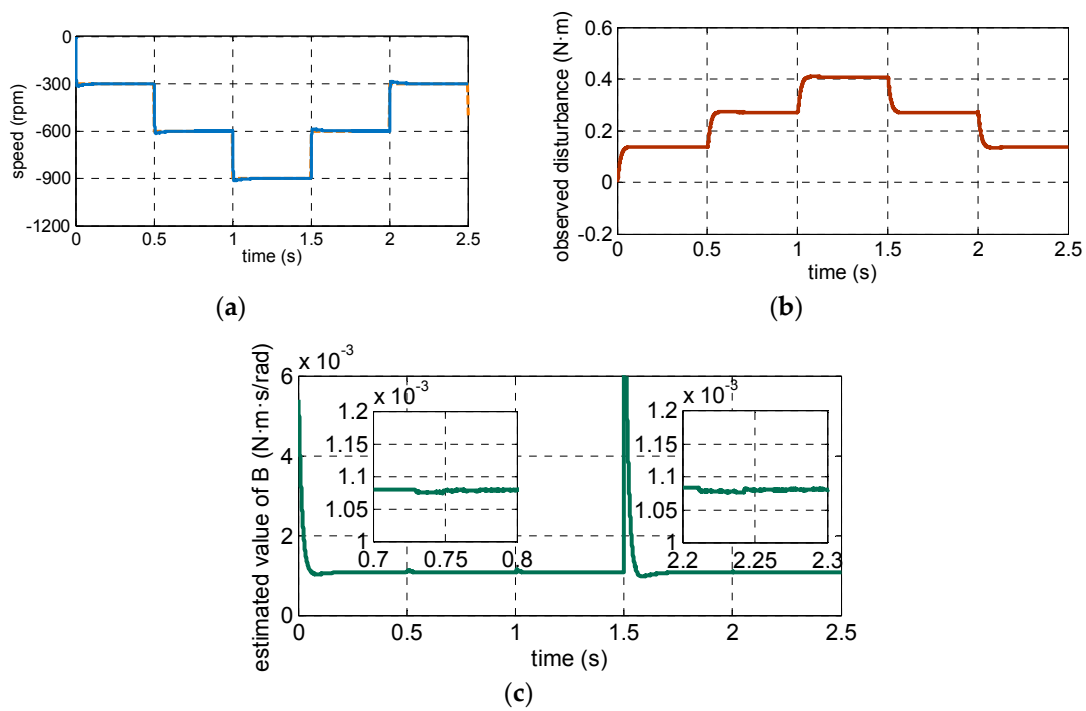 0
-300
-600
-900
-1200
speed (rpm)
0 0.5 1 1.5 2 2.5
time (s)
(a)
0.6
0.4
0.2
0
-0.2
observed disturbance (N·m)
0 0.5 1 1.5 2 2.5
time (s)
(b)
x 10-3
6
4
2
0
estimated value of B (N·m·s/rad)
x 10-3
1.2
1.15
1.1
1.05
1
0.7 0.75 0.8
x 10-3
1.2
1.15
1.1
1.05
1
2.2 2.25 2.3
0 0.5 1 1.5 2 2.5
time (s)
(c)